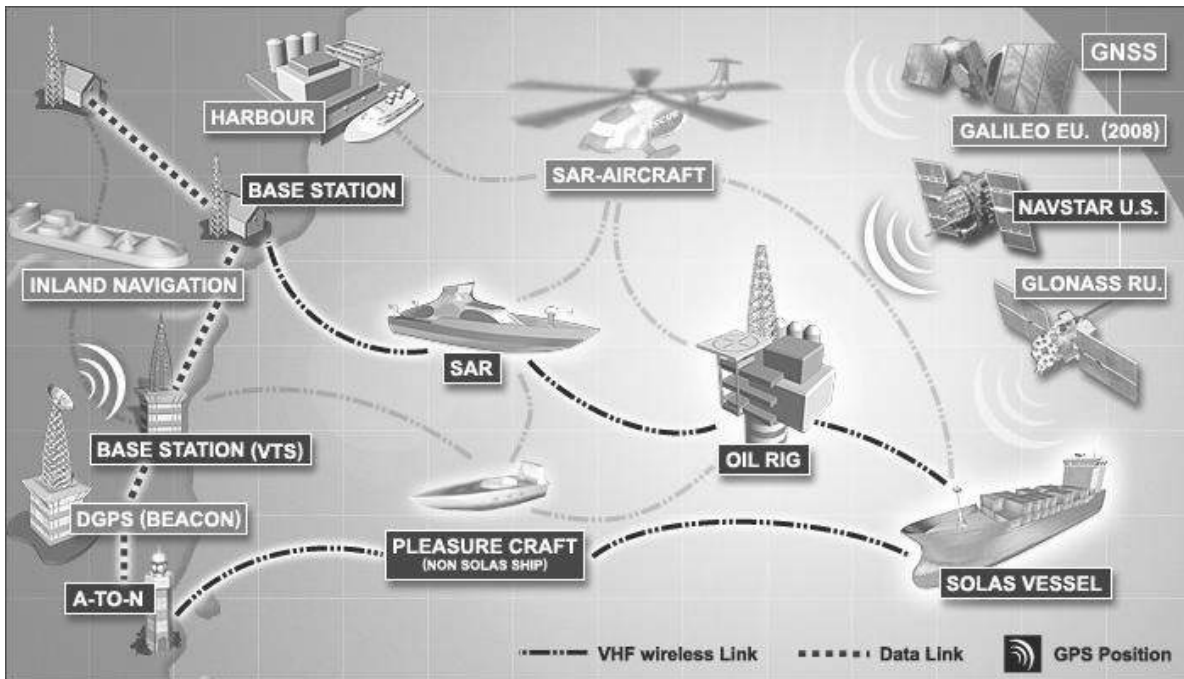 GNSS
HARBOUR
GALILEO EU. (2008)
SAR-AIRCRAFT
BASE STATION
NAVSTAR U.S.
INLAND NAVIGATION
GLONASS RU.
SAR
BASE STATION (VTS)
OIL RIG
DGPS (BEACON)
PLEASURE CRAFT
(NON SOLAS SHIP)
SOLAS VESSEL
A-TO-N
VHF wireless Link
Data Link
GPS Position